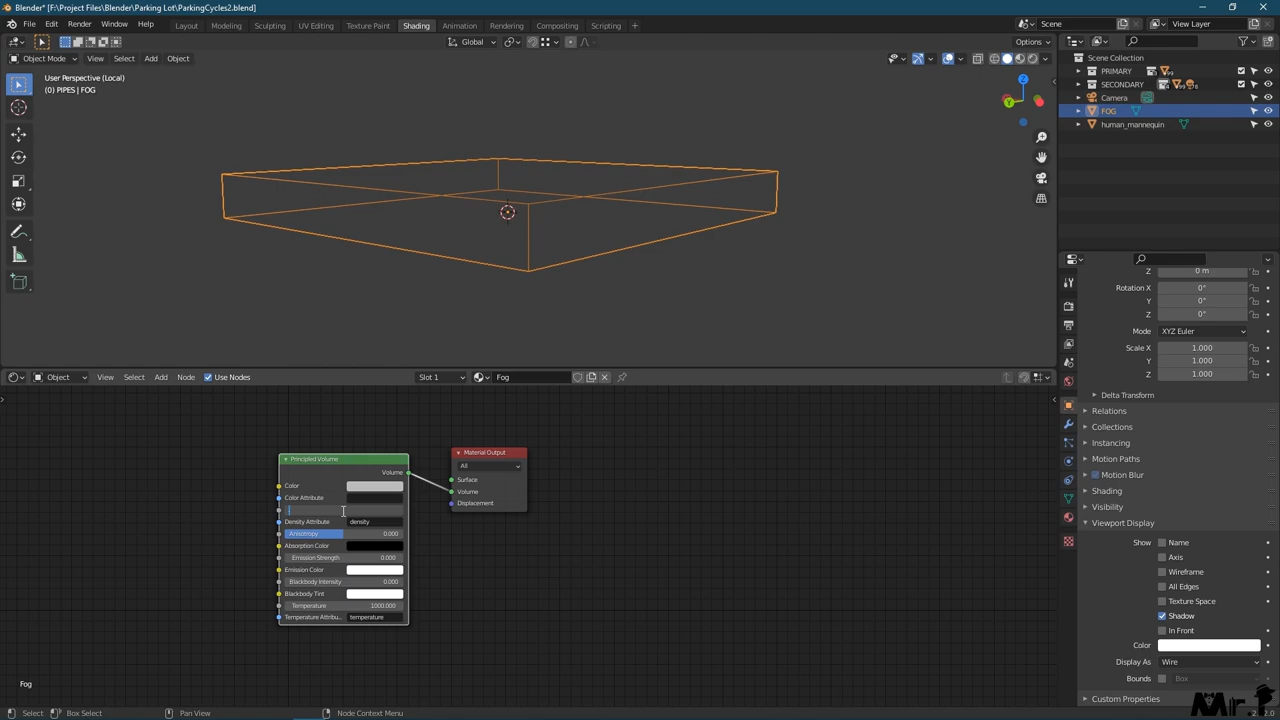 Blender* [F:\Project Files\Blender\Parking Lot\ParkingCycles2.blend]
File Edit Render Window Help Layout Modeling Sculpting UV Editing Texture Paint Shading Animation Rendering Compositing Scripting + Scene View Layer
Global Options
Object Mode View Select Add Object
User Perspective (Local)
(0) PIPES | FOG
Z
Y
Scene Collection
PRIMARY
SECONDARY
Camera
FOG
human_mannequin
Z 0 m
Rotation X 0°
Y 0°
Z 0°
Mode XYZ Euler
Scale X 1.000
Y 1.000
Z 1.000
Delta Transform
Relations
Collections
Instancing
Motion Paths
Motion Blur
Shading
Visibility
Viewport Display
Show Name
Axis
Wireframe
All Edges
Texture Space
Shadow
In Front
Color
Display As Wire
Bounds Box
Custom Properties
Object View Select Add Node Use Nodes Slot 1 Fog
Principled Volume
Volume
Color
Color Attribute
Density Attribute density
Anisotropy 0.000
Absorption Color
Emission Strength 0.000
Emission Color
Blackbody Intensity 0.000
Blackbody Tint
Temperature 1000.000
Temperature Attribu.. temperature
Material Output
All
Surface
Volume
Displacement
Fog
Select Box Select Pan View Node Context Menu
Mr.